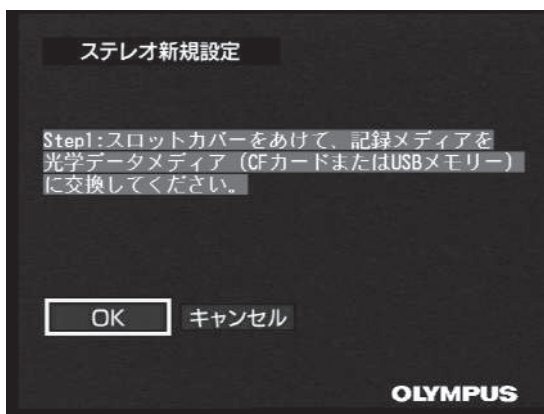 ステレオ新規設定
Step1:スロットカバーをあけて、記録メディアを
光学データメディア（CFカードまたはUSBメモリー）
に交換してください。
OK キャンセル
OLYMPUS